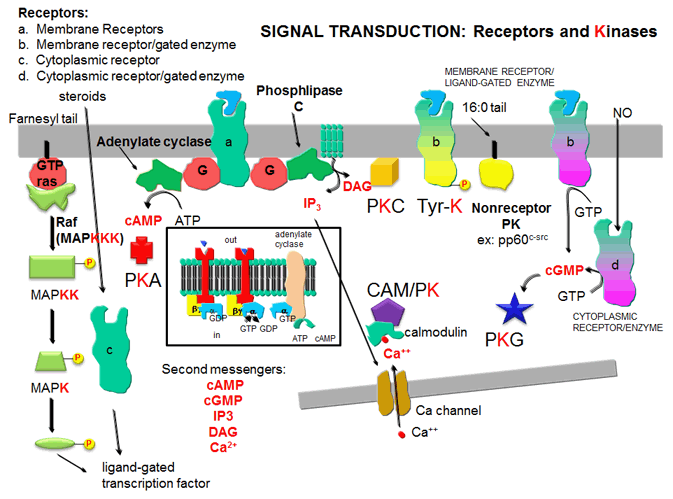 Receptors:
a. Membrane Receptors
b. Membrane receptor/gated enzyme
c. Cytoplasmic receptor
d. Cytoplasmic receptor/gated enzyme
SIGNAL TRANSDUCTION: Receptors and Kinases
steroids
Farnesyl tail
Phosphlipase
C
MEMBRANE RECEPTOR/
LIGAND-GATED ENZYME
16:0 tail
NO
Adenylate cyclase
a
b
b
GTP
ras
G
G
DAG
IP3
PKC
Tyr-K
P
Nonreceptor
PK
ex: pp60c-src
GTP
Raf
(MAPKKK)
cAMP
ATP
PKA
P
MAPKK
out
adenylate
cyclase
βγ
α
GDP
βγ
α
GTP
GDP
α
GTP
ATP
cAMP
in
CAM/PK
calmodulin
Ca++
cGMP
d
GTP
CYTOPLASMIC
RECEPTOR/ENZYME
PKG
c
P
MAPK
Second messengers:
cAMP
cGMP
IP3
DAG
Ca2+
Ca channel
Ca++
P
ligand-gated
transcription factor